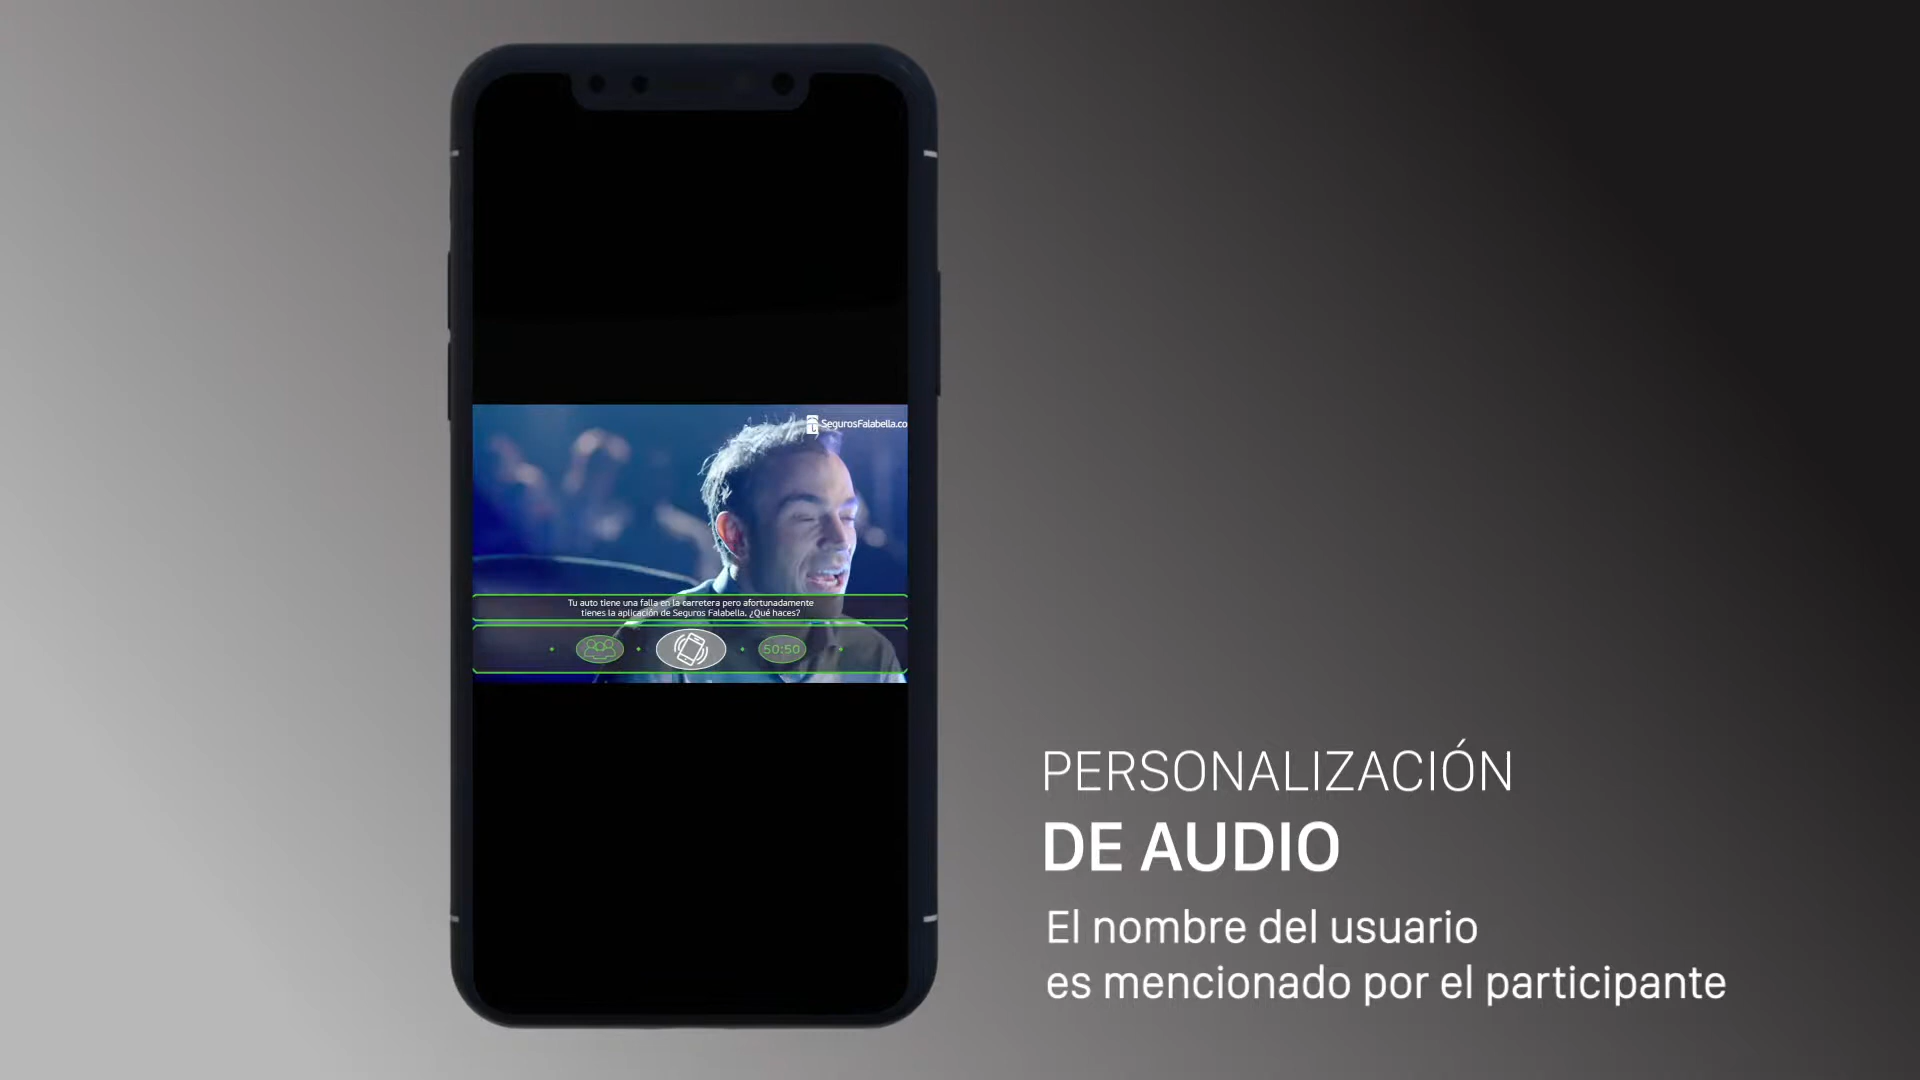 SegurosFalabella.co
Tu auto tiene una falla en la carretera pero afortunadamente
tienes la aplicación de Seguros Falabella. ¿Qué haces?
50:50
PERSONALIZACIÓN
DE AUDIO
El nombre del usuario
es mencionado por el participante